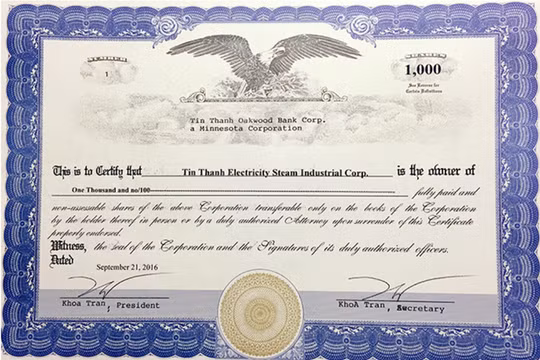 NUMBER
1
SHARES
1,000
See Reverse for
Certain Definitions
Tin Thanh Oakwood Bank Corp.
a Minnesota Corporation
This is to Certify that Tin Thanh Electricity Steam Industrial Corp. is the owner of
One Thousand and no/100 fully paid and
non-assessable shares of the above Corporation transferable only on the books of the Corporation
by the holder thereof in person or by a duly authorized Attorney upon surrender of this Certificate
properly endorsed.
Witness, the seal of the Corporation and the Signatures of its duly authorized officers.
Dated
September 21, 2016
Khoa Tran, President
KhoA Tran, Secretary